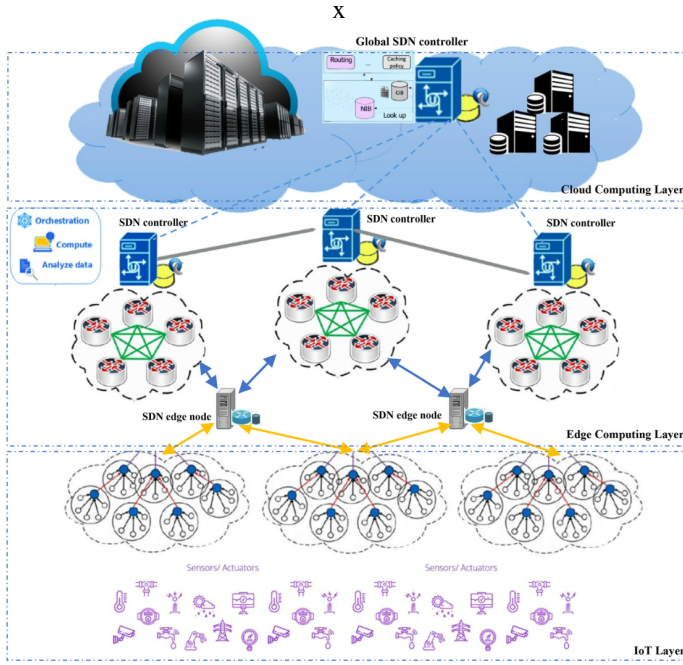 X
Global SDN controller
Routing
...
Caching
policy
CIB
NIB
Look up
Cloud Computing Layer
Orchestration
Compute
Analyze data
SDN controller
SDN controller
SDN controller
SDN edge node
SDN edge node
Edge Computing Layer
Sensors/ Actuators
Sensors/ Actuators
IoT Layer